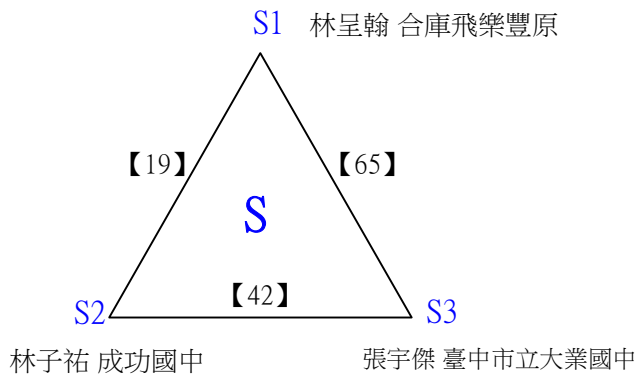 S1 林呈翰 合庫飛樂豐原
【19】 【65】
S
【42】
S2 S3
林子祐 成功國中 張宇傑 臺中市立大業國中